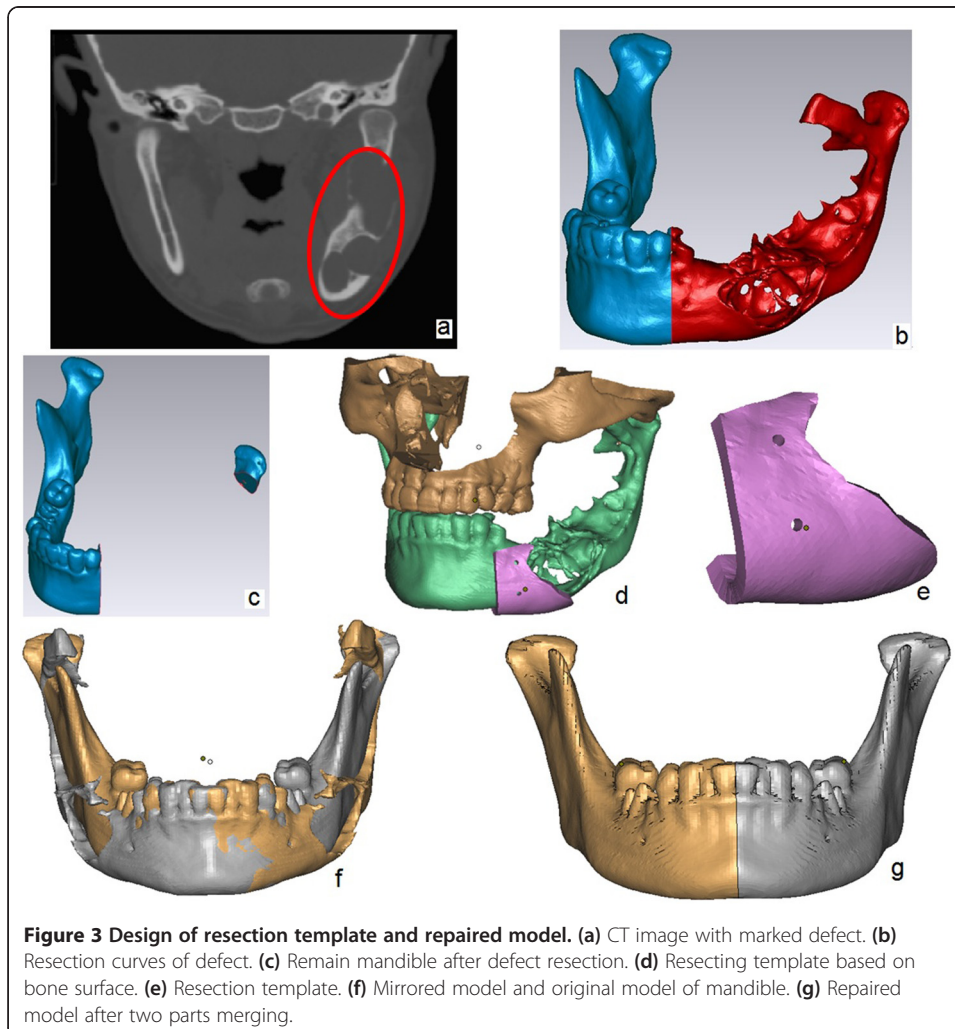 a
b
c
d
e
f
g
Figure 3 Design of resection template and repaired model. (a) CT image with marked defect. (b)
Resection curves of defect. (c) Remain mandible after defect resection. (d) Resecting template based on
bone surface. (e) Resection template. (f) Mirrored model and original model of mandible. (g) Repaired
model after two parts merging.